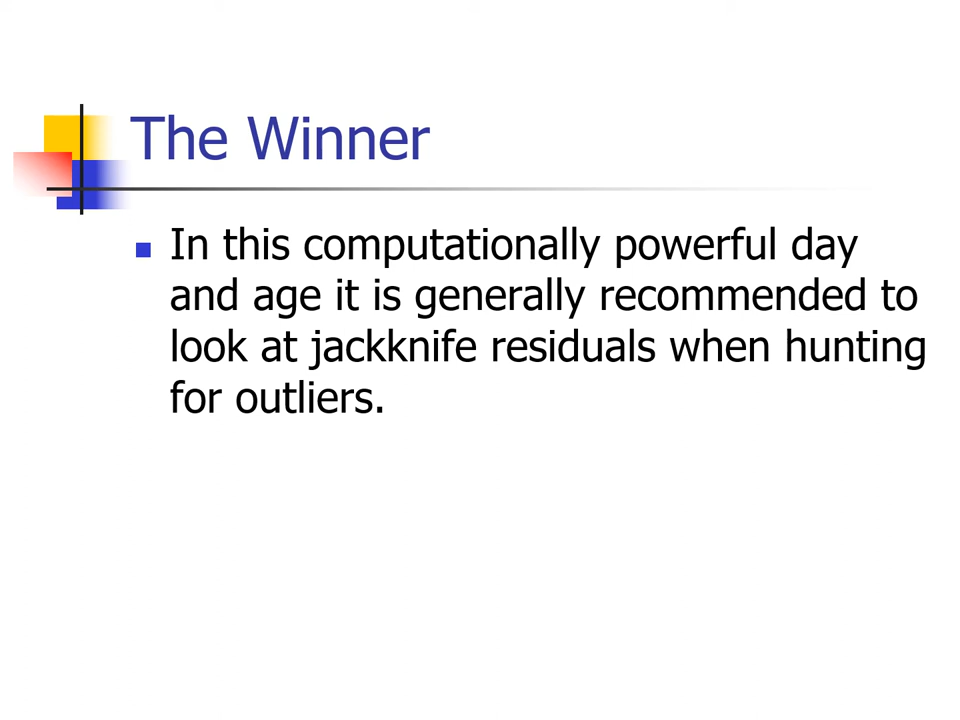 The Winner
In this computationally powerful day
and age it is generally recommended to
look at jackknife residuals when hunting
for outliers.